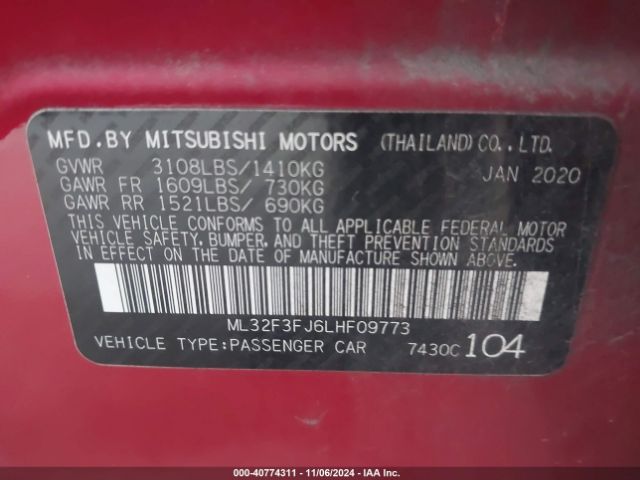 MFD.BY MITSUBISHI MOTORS (THAILAND)CO.,LTD.
GVWR 3108LBS/1410KG JAN 2020
GAWR FR 1609LBS/ 730KG
GAWR RR 1521LBS/ 690KG
THIS VEHICLE CONFORMS TO ALL APPLICABLE FEDERAL MOTOR
VEHICLE SAFETY, BUMPER, AND THEFT PREVENTION STANDARDS
IN EFFECT ON THE DATE OF MANUFACTURE SHOWN ABOVE.
ML32F3FJ6LHF09773
VEHICLE TYPE:PASSENGER CAR 7430C 104
000-40774311 - 11/06/2024 - IAAI.COM